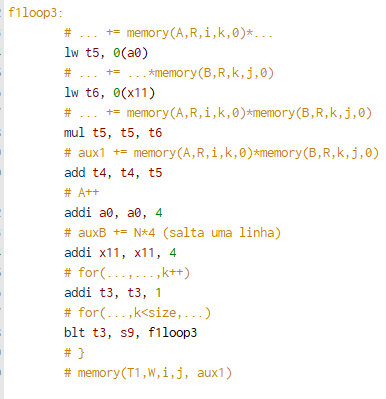 f1loop3:
# ... += memory(A,R,i,k,0)*...
lw t5, 0(a0)
# ... += ...*memory(B,R,k,j,0)
lw t6, 0(x11)
# ... += memory(A,R,i,k,0)*memory(B,R,k,j,0)
mul t5, t5, t6
# aux1 += memory(A,R,i,k,0)*memory(B,R,k,j,0)
add t4, t4, t5
# A++
addi a0, a0, 4
# auxB += N*4 (salta uma linha)
addi x11, x11, 4
# for(...,...,k++)
addi t3, t3, 1
# for(...,k<size,...)
blt t3, s9, f1loop3
# }
# memory(T1,W,i,j, aux1)